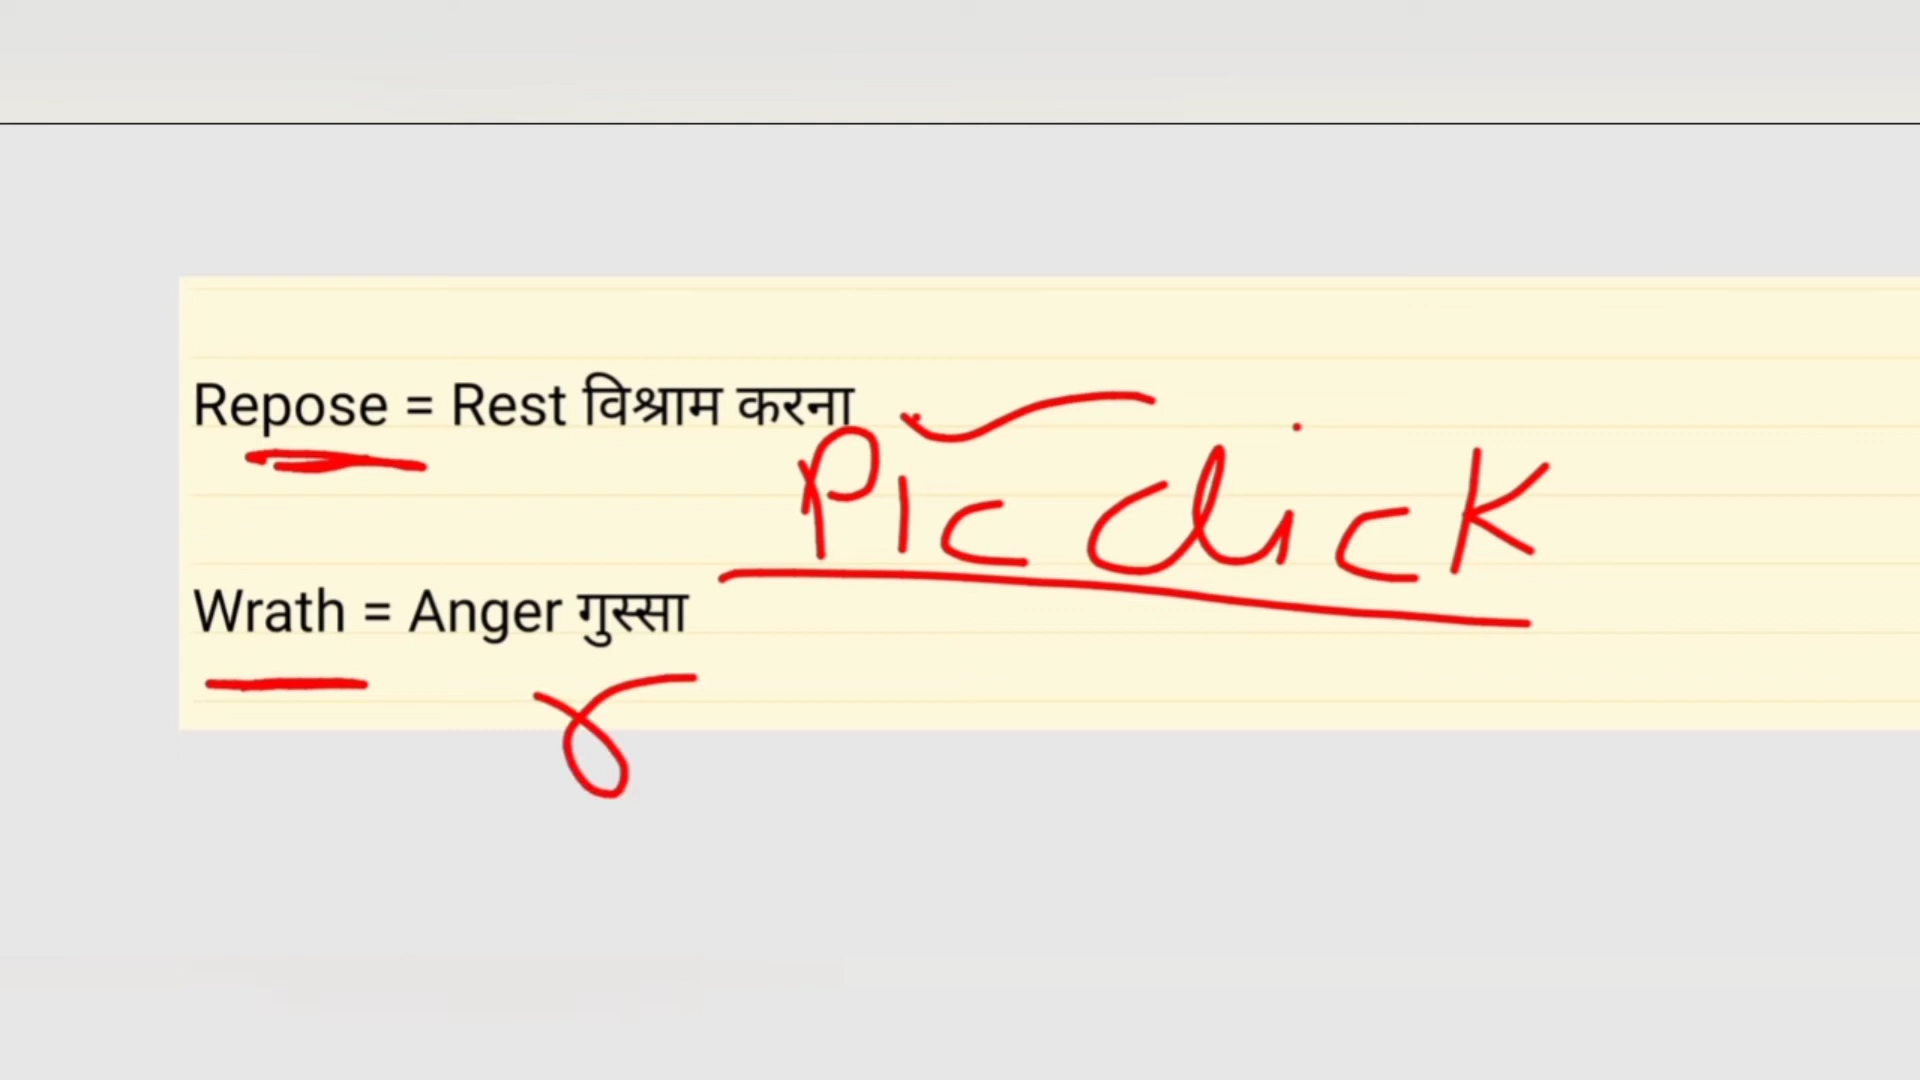 Repose = Rest विश्राम करना
Pic click
Wrath = Anger गुस्सा